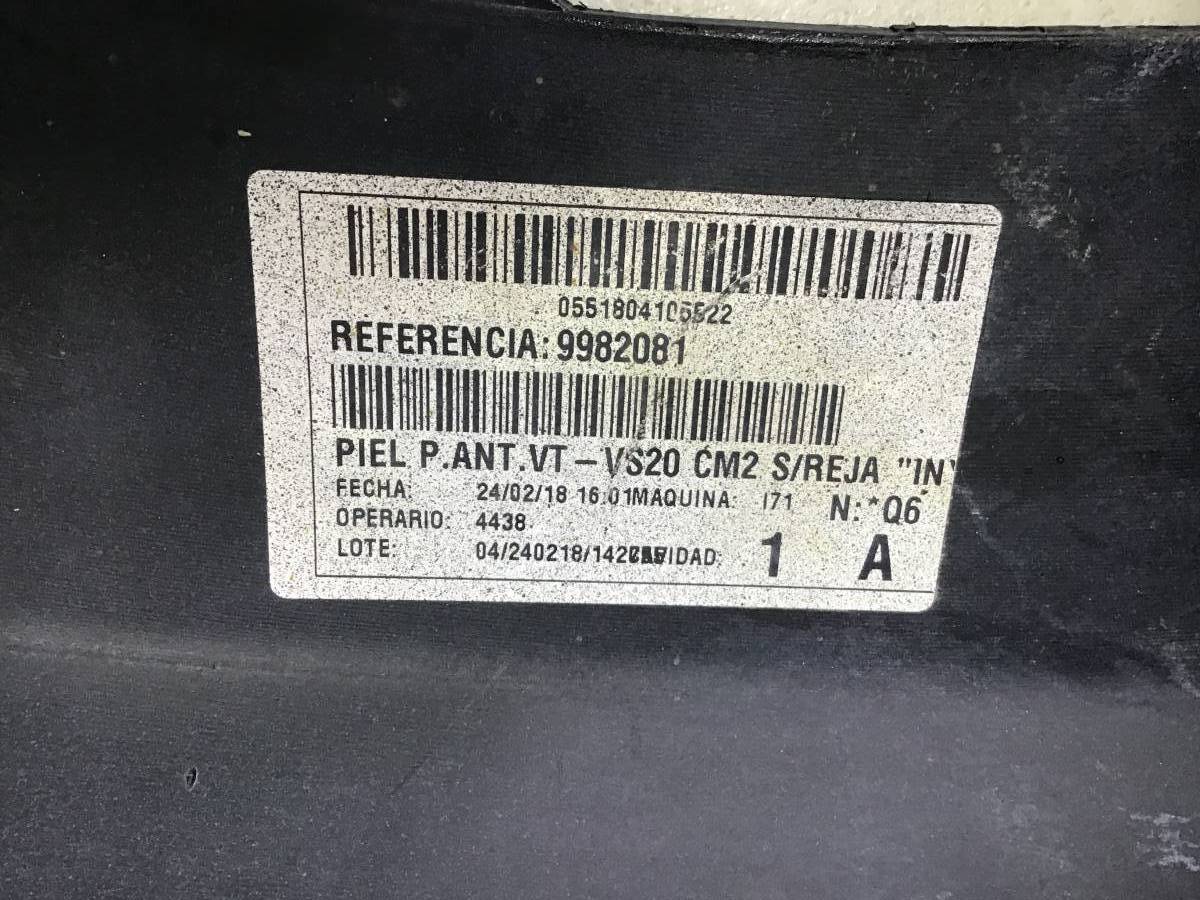 0551804105522
REFERENCIA: 9982081
PIEL P.ANT.VT-VS20 CM2 S/REJA "IN
FECHA: 24/02/18 16:01 MAQUINA: I71 N:*Q6
OPERARIO: 4438
LOTE: 04/240218/142 1 A